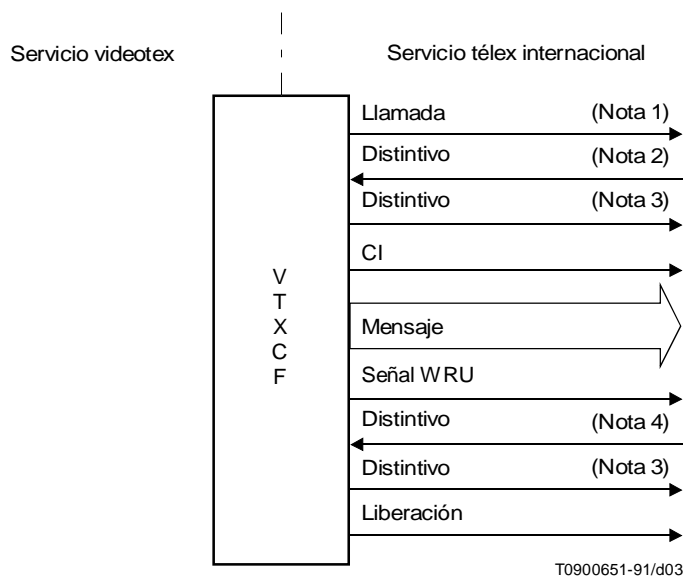 Servicio videotex
Servicio télex internacional
Llamada (Nota 1)
Distintivo (Nota 2)
Distintivo (Nota 3)
CI
V
T
X
C
F
Mensaje
Señal WRU
Distintivo (Nota 4)
Distintivo (Nota 3)
Liberación
T0900651-91/d03